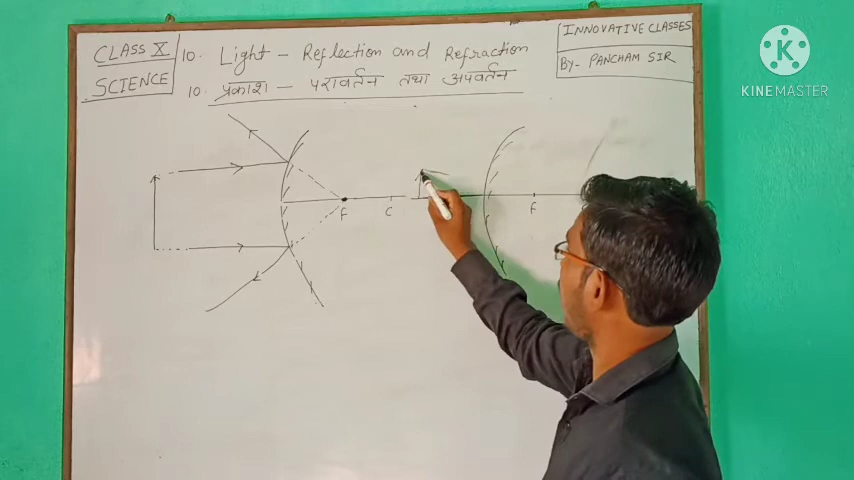 CLASS X
SCIENCE
10. Light - Reflection and Refraction
10. प्रकाश - परावर्तन तथा अपवर्तन
INNOVATIVE CLASSES
BY- PANCHAM SIR
K
KINEMASTER
F
C
F